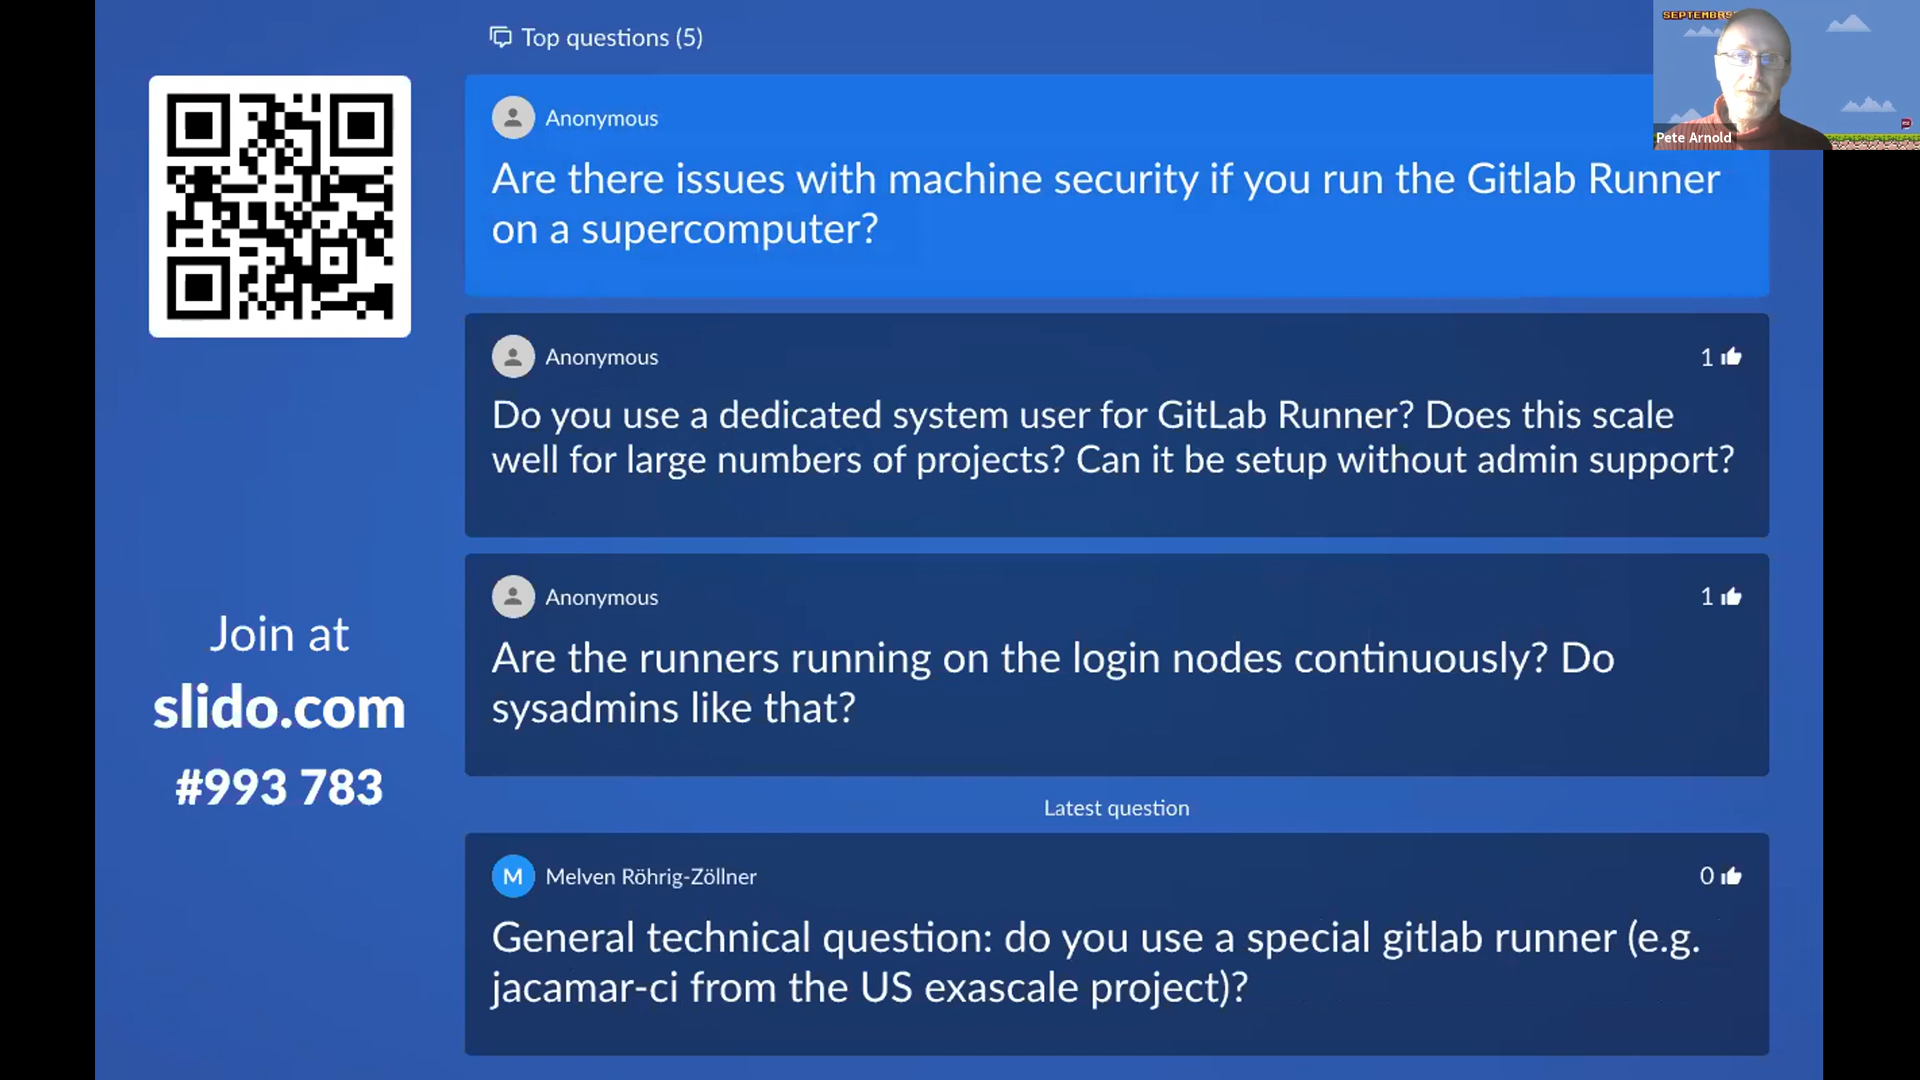 Top questions (5)
SEPTEMBRSE
Anonymous
Are there issues with machine security if you run the Gitlab Runner
on a supercomputer?
Pete Arnold
Anonymous
1
Do you use a dedicated system user for GitLab Runner? Does this scale
well for large numbers of projects? Can it be setup without admin support?
Anonymous
1
Are the runners running on the login nodes continuously? Do
sysadmins like that?
Join at
slido.com
#993 783
Latest question
M
Melven Röhrig-Zöllner
0
General technical question: do you use a special gitlab runner (e.g.
jacamar-ci from the US exascale project)?